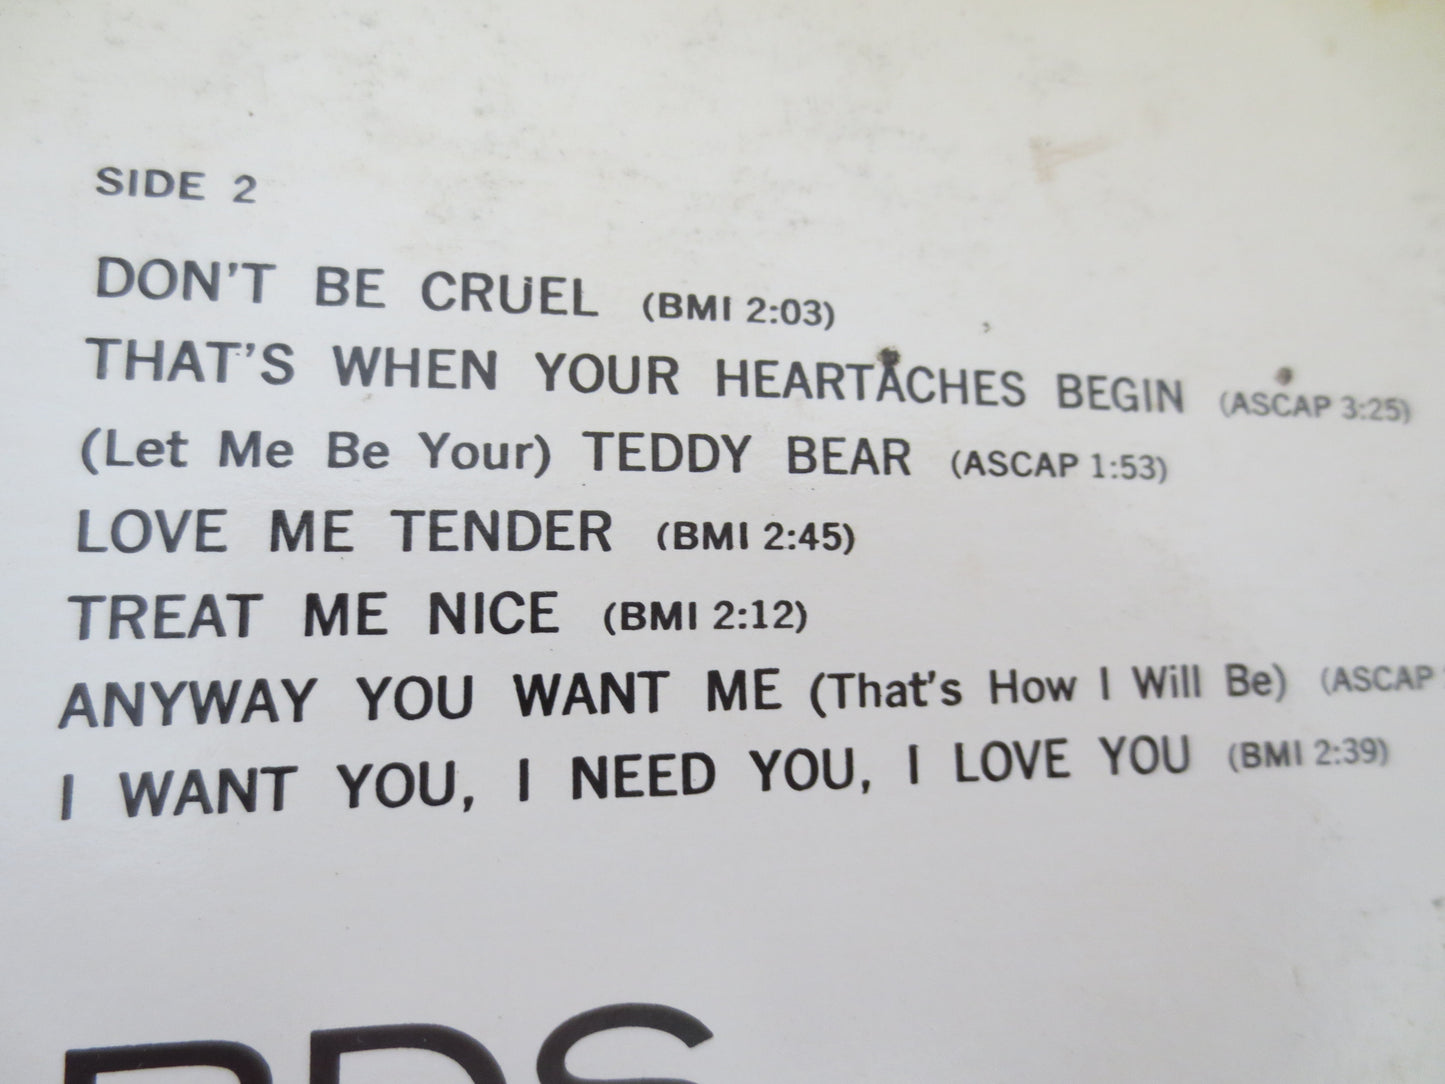 SIDE 2
DON'T BE CRUEL (BMI 2:03)
THAT'S WHEN YOUR HEARTACHES BEGIN (ASCAP 3:25)
(Let Me Be Your) TEDDY BEAR (ASCAP 1:53)
LOVE ME TENDER (BMI 2:45)
TREAT ME NICE (BMI 2:12)
ANYWAY YOU WANT ME (That's How I Will Be) (ASCAP
I WANT YOU, I NEED YOU, I LOVE YOU (BMI 2:39)